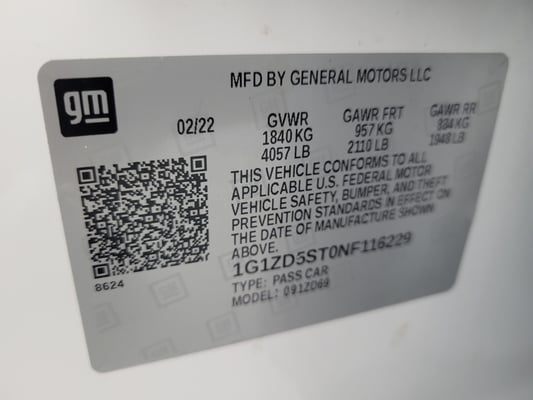 MFD BY GENERAL MOTORS LLC
gm
02/22 GVWR GAWR FRT GAWR RR
1840 KG 957 KG 884 KG
4057 LB 2110 LB 1948 LB
THIS VEHICLE CONFORMS TO ALL
APPLICABLE U.S. FEDERAL MOTOR
VEHICLE SAFETY, BUMPER, AND THEFT
PREVENTION STANDARDS IN EFFECT ON
THE DATE OF MANUFACTURE SHOWN
ABOVE.
1G1ZD5ST0NF116229
8624
TYPE: PASS CAR
MODEL: 091ZD69